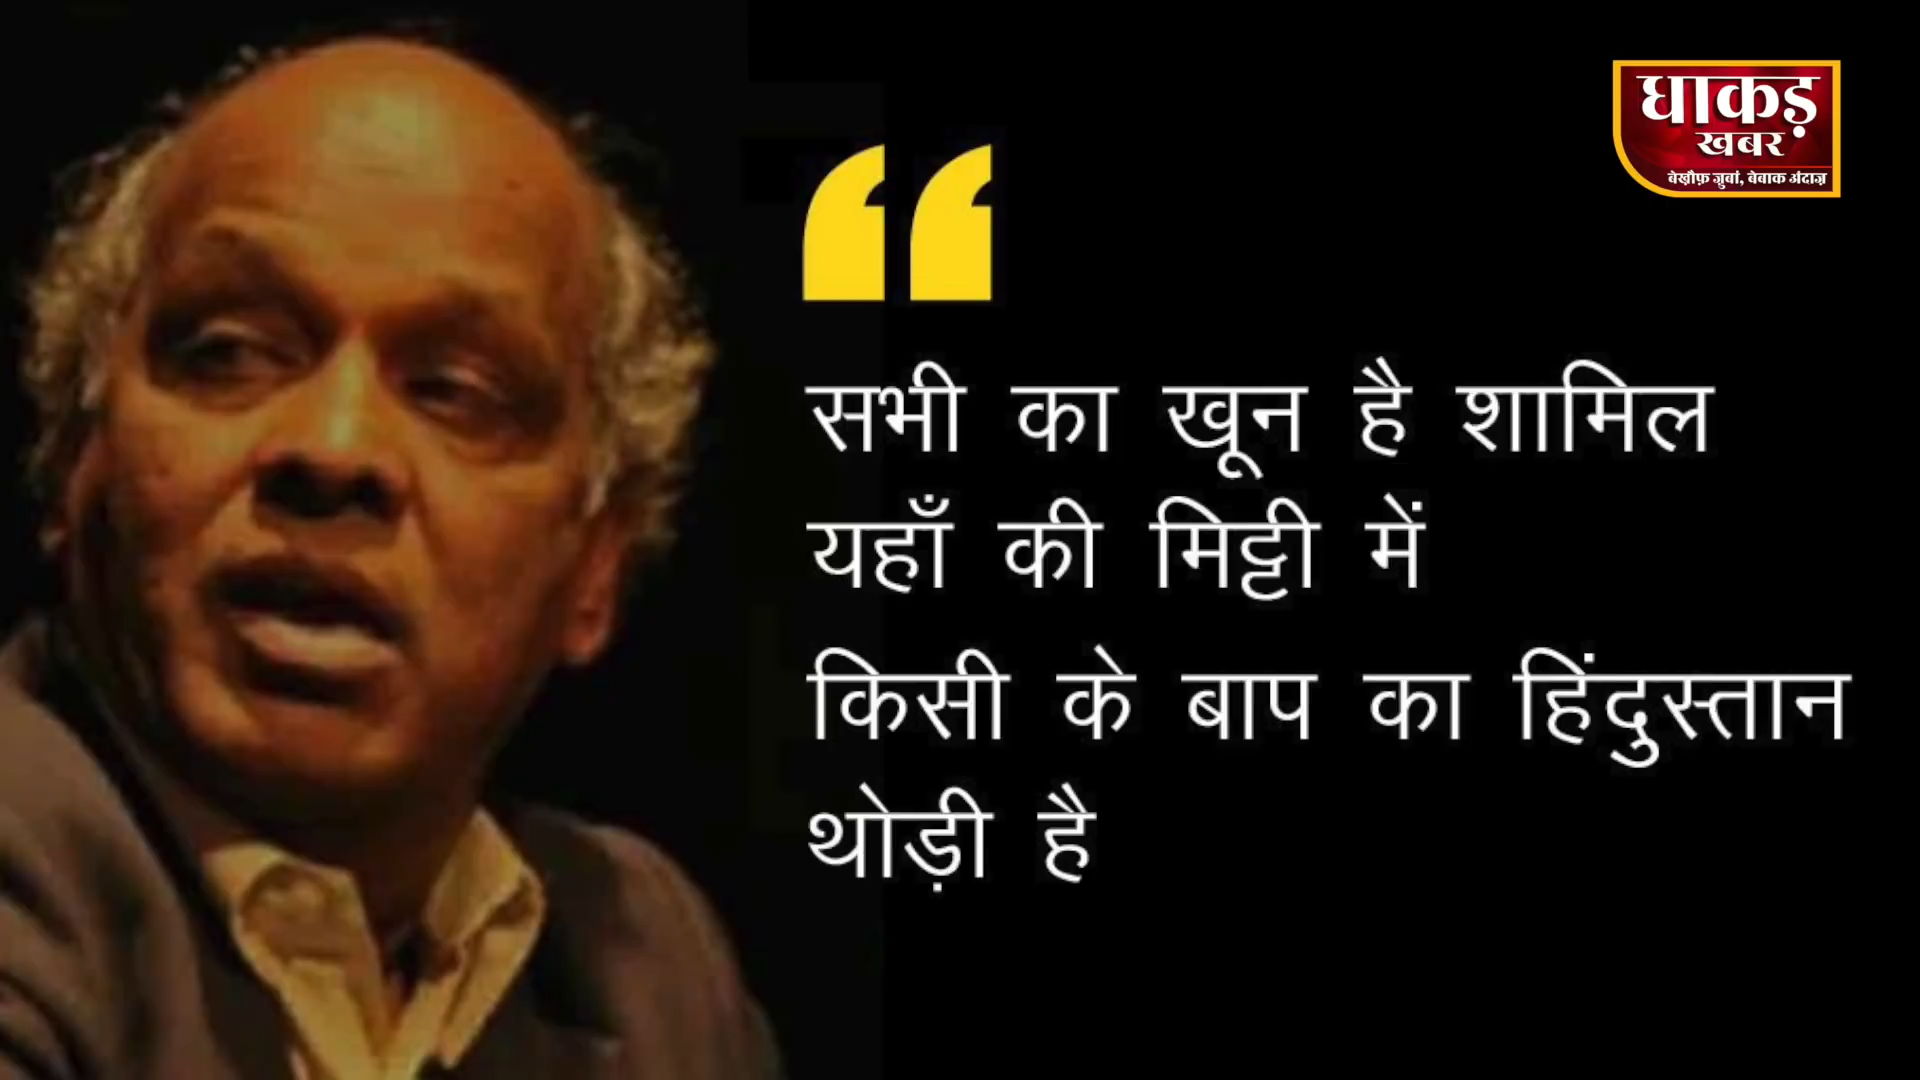 धाकड़
खबर
बेख़ौफ़ जुबां, बेबाक अंदाज़
सभी का खून है शामिल
यहाँ की मिट्टी में
किसी के बाप का हिंदुस्तान
थोड़ी है